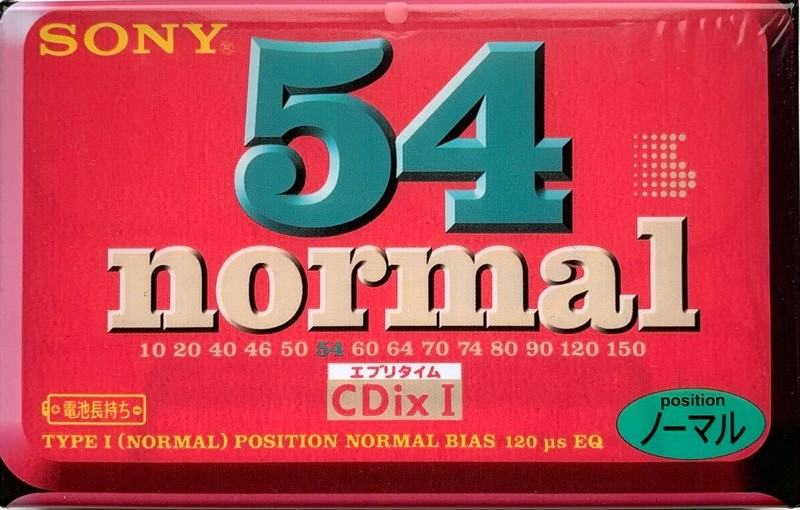 SONY
54
normal
10 20 40 46 50 54 60 64 70 74 80 90 120 150
エブリタイム
CDix I
電池長持ち
position
ノーマル
TYPE I (NORMAL) POSITION NORMAL BIAS 120 µs EQ